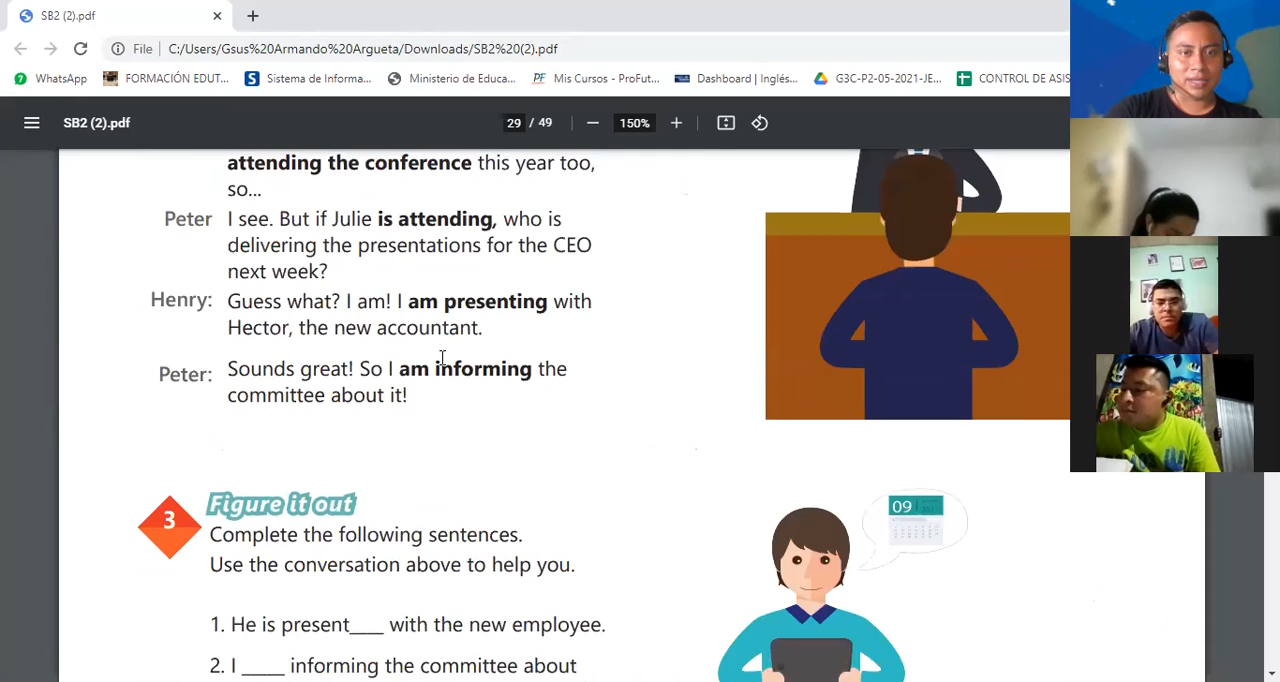 SB2 (2).pdf
File | C:/Users/Gsus%20Armando%20Argueta/Downloads/SB2%20(2).pdf
WhatsApp FORMACIÓN EDUT... Sistema de Informa... Ministerio de Educa... Mis Cursos - ProFut... Dashboard | Inglés... G3C-P2-05-2021-JE... CONTROL DE ASIS
SB2 (2).pdf 29 / 49 150%
attending the conference this year too,
so...
Peter I see. But if Julie is attending, who is
delivering the presentations for the CEO
next week?
Henry: Guess what? I am! I am presenting with
Hector, the new accountant.
Peter: Sounds great! So I am informing the
committee about it!
3 Figure it out
09
Complete the following sentences.
Use the conversation above to help you.
1. He is present____ with the new employee.
2. I _____ informing the committee about